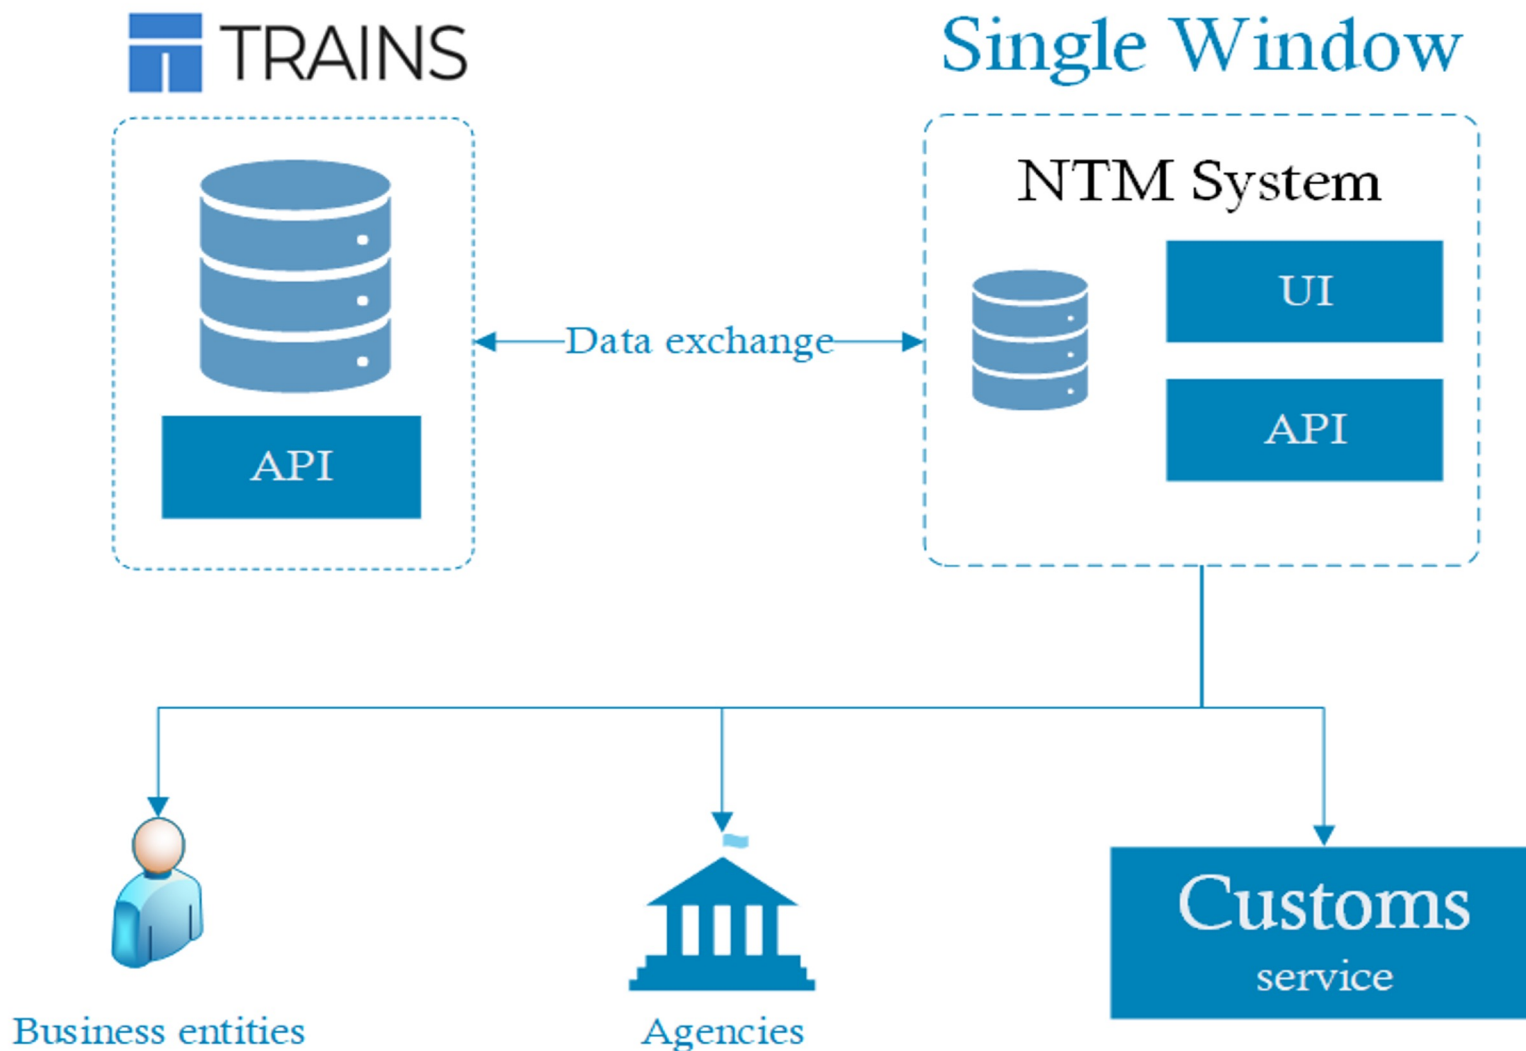 TRAINS
Single Window
NTM System
UI
Data exchange
API
API
Customs
service
Business entities
Agencies